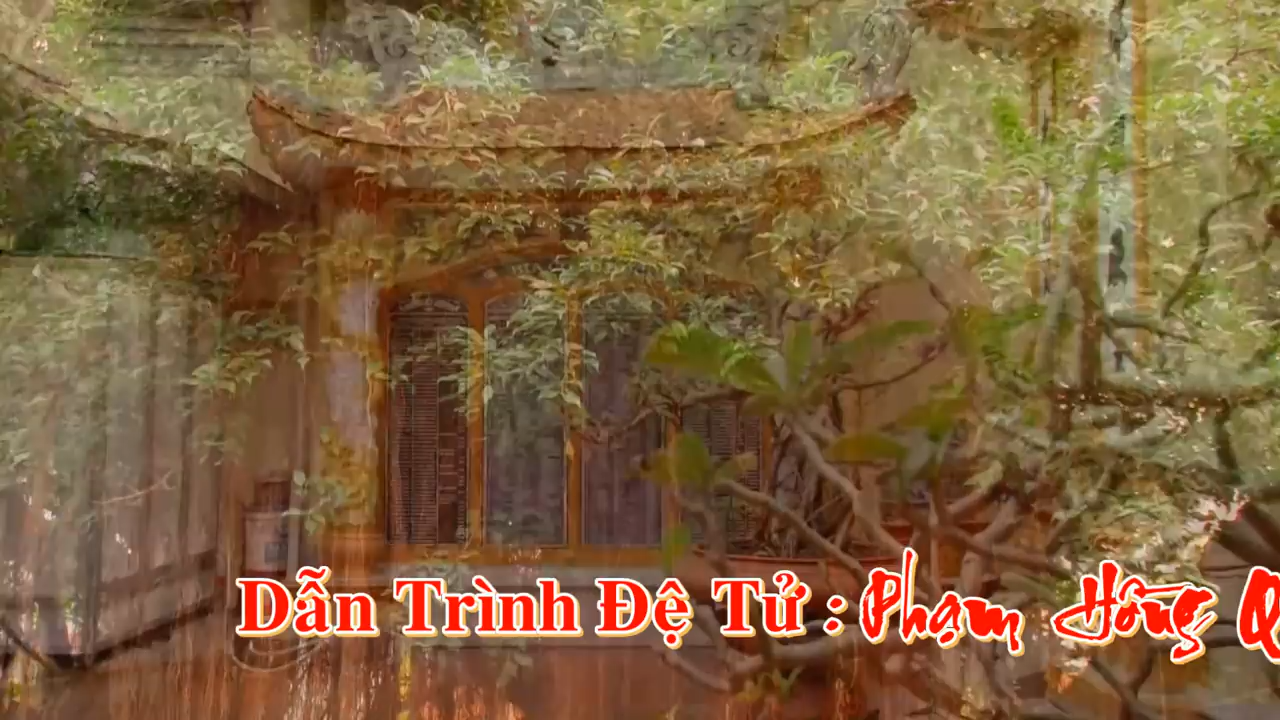 Dẫn Trình Đệ Tử : Phạm Hồng Q